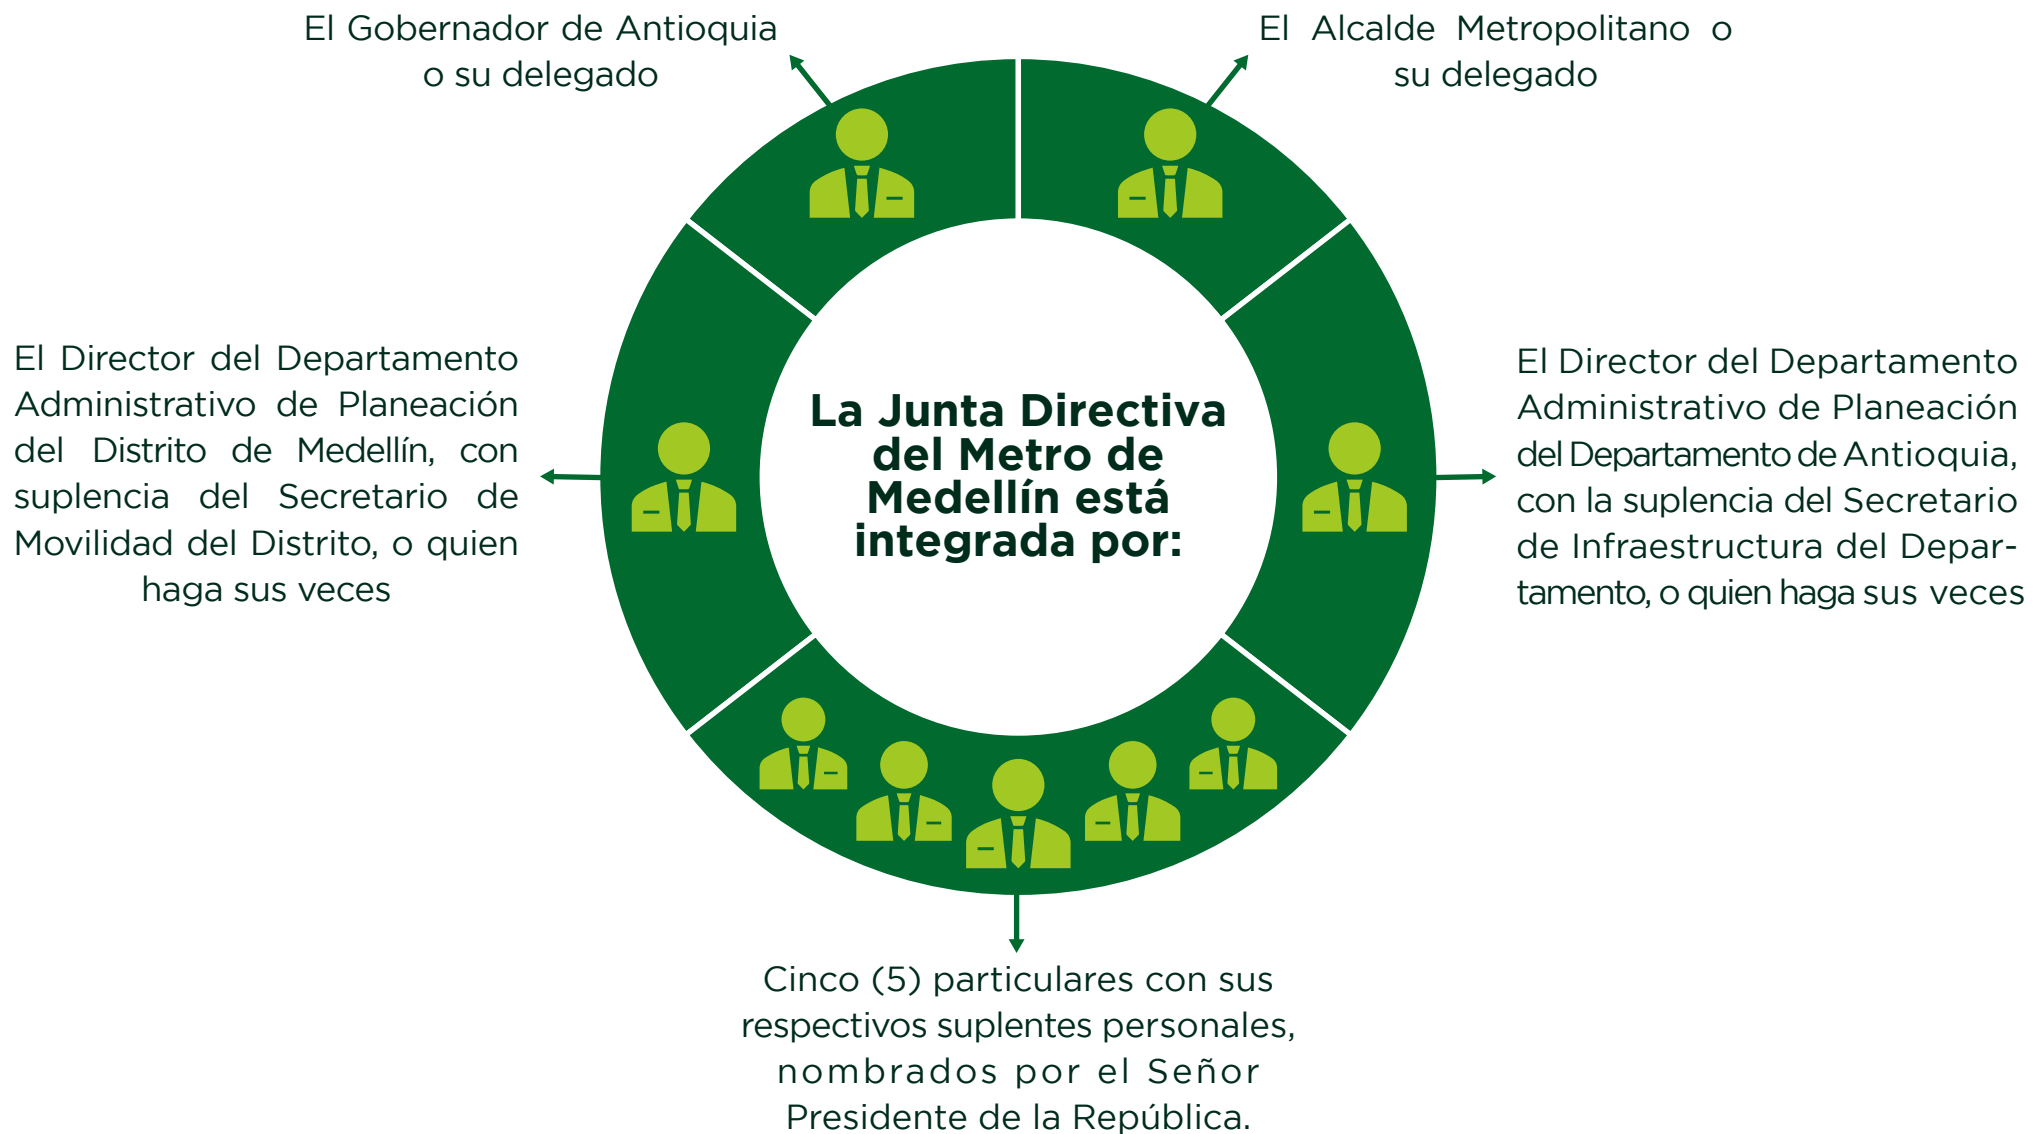 El Gobernador de Antioquia
o su delegado
El Alcalde Metropolitano o
su delegado
El Director del Departamento
Administrativo de Planeación
del Distrito de Medellín, con
suplencia del Secretario de
Movilidad del Distrito, o quien
haga sus veces
La Junta Directiva
del Metro de
Medellín está
integrada por:
El Director del Departamento
Administrativo de Planeación
del Departamento de Antioquia,
con la suplencia del Secretario
de Infraestructura del Depar-
tamento, o quien haga sus veces
Cinco (5) particulares con sus
respectivos suplentes personales,
nombrados por el Señor
Presidente de la República.